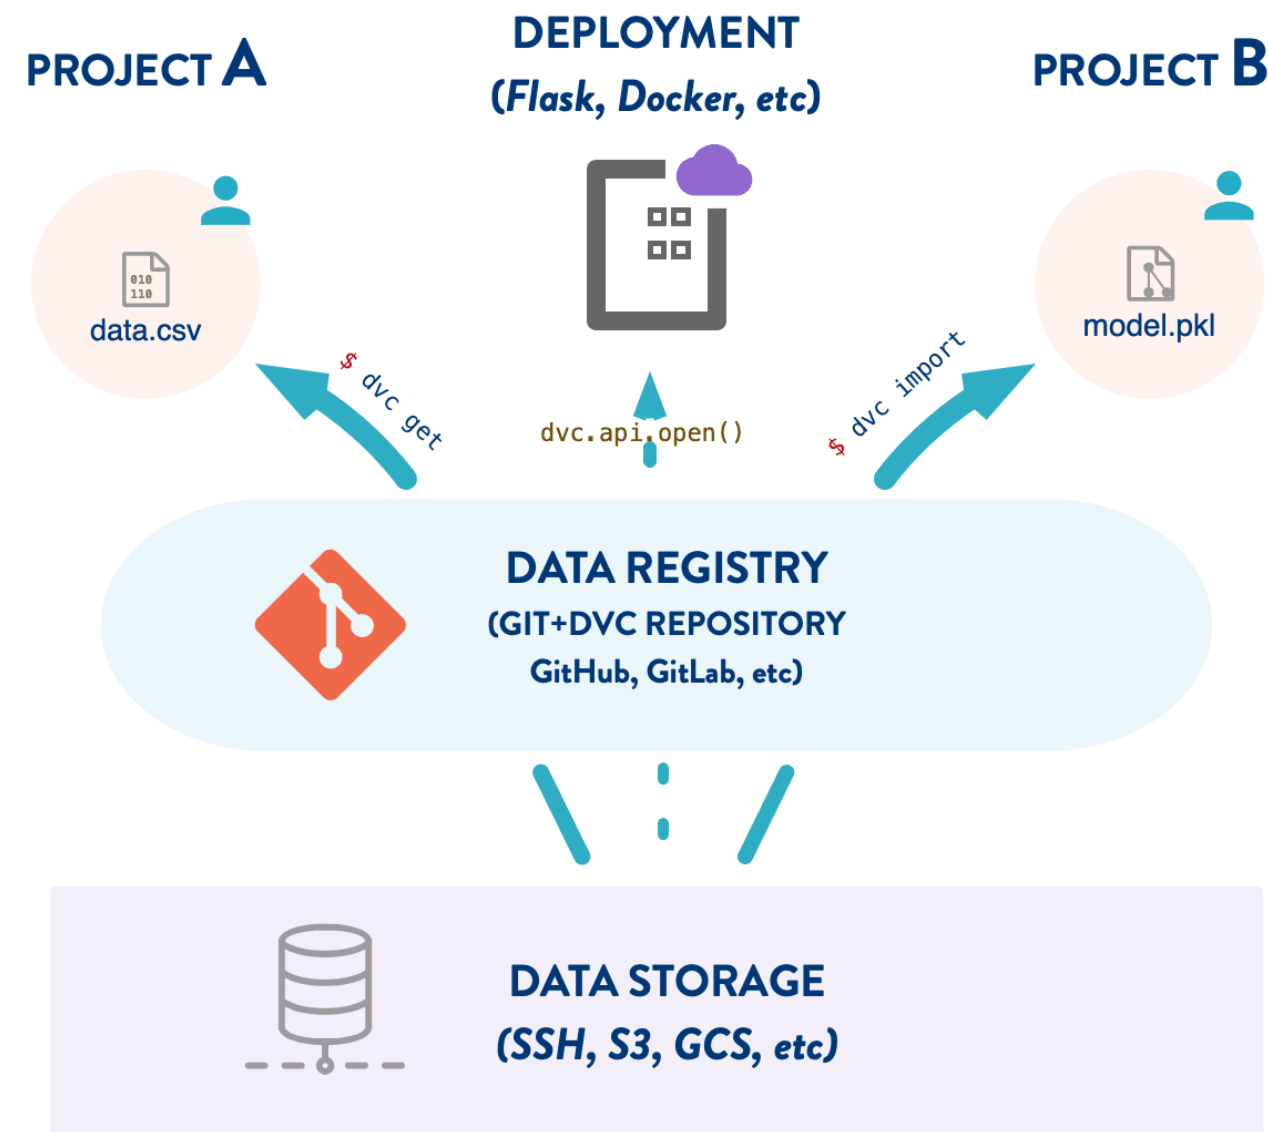 PROJECT A
DEPLOYMENT
(Flask, Docker, etc)
PROJECT B
010
110
data.csv
model.pkl
$ dvc get
dvc.api.open()
$ dvc import
DATA REGISTRY
(GIT+DVC REPOSITORY
GitHub, GitLab, etc)
DATA STORAGE
(SSH, S3, GCS, etc)